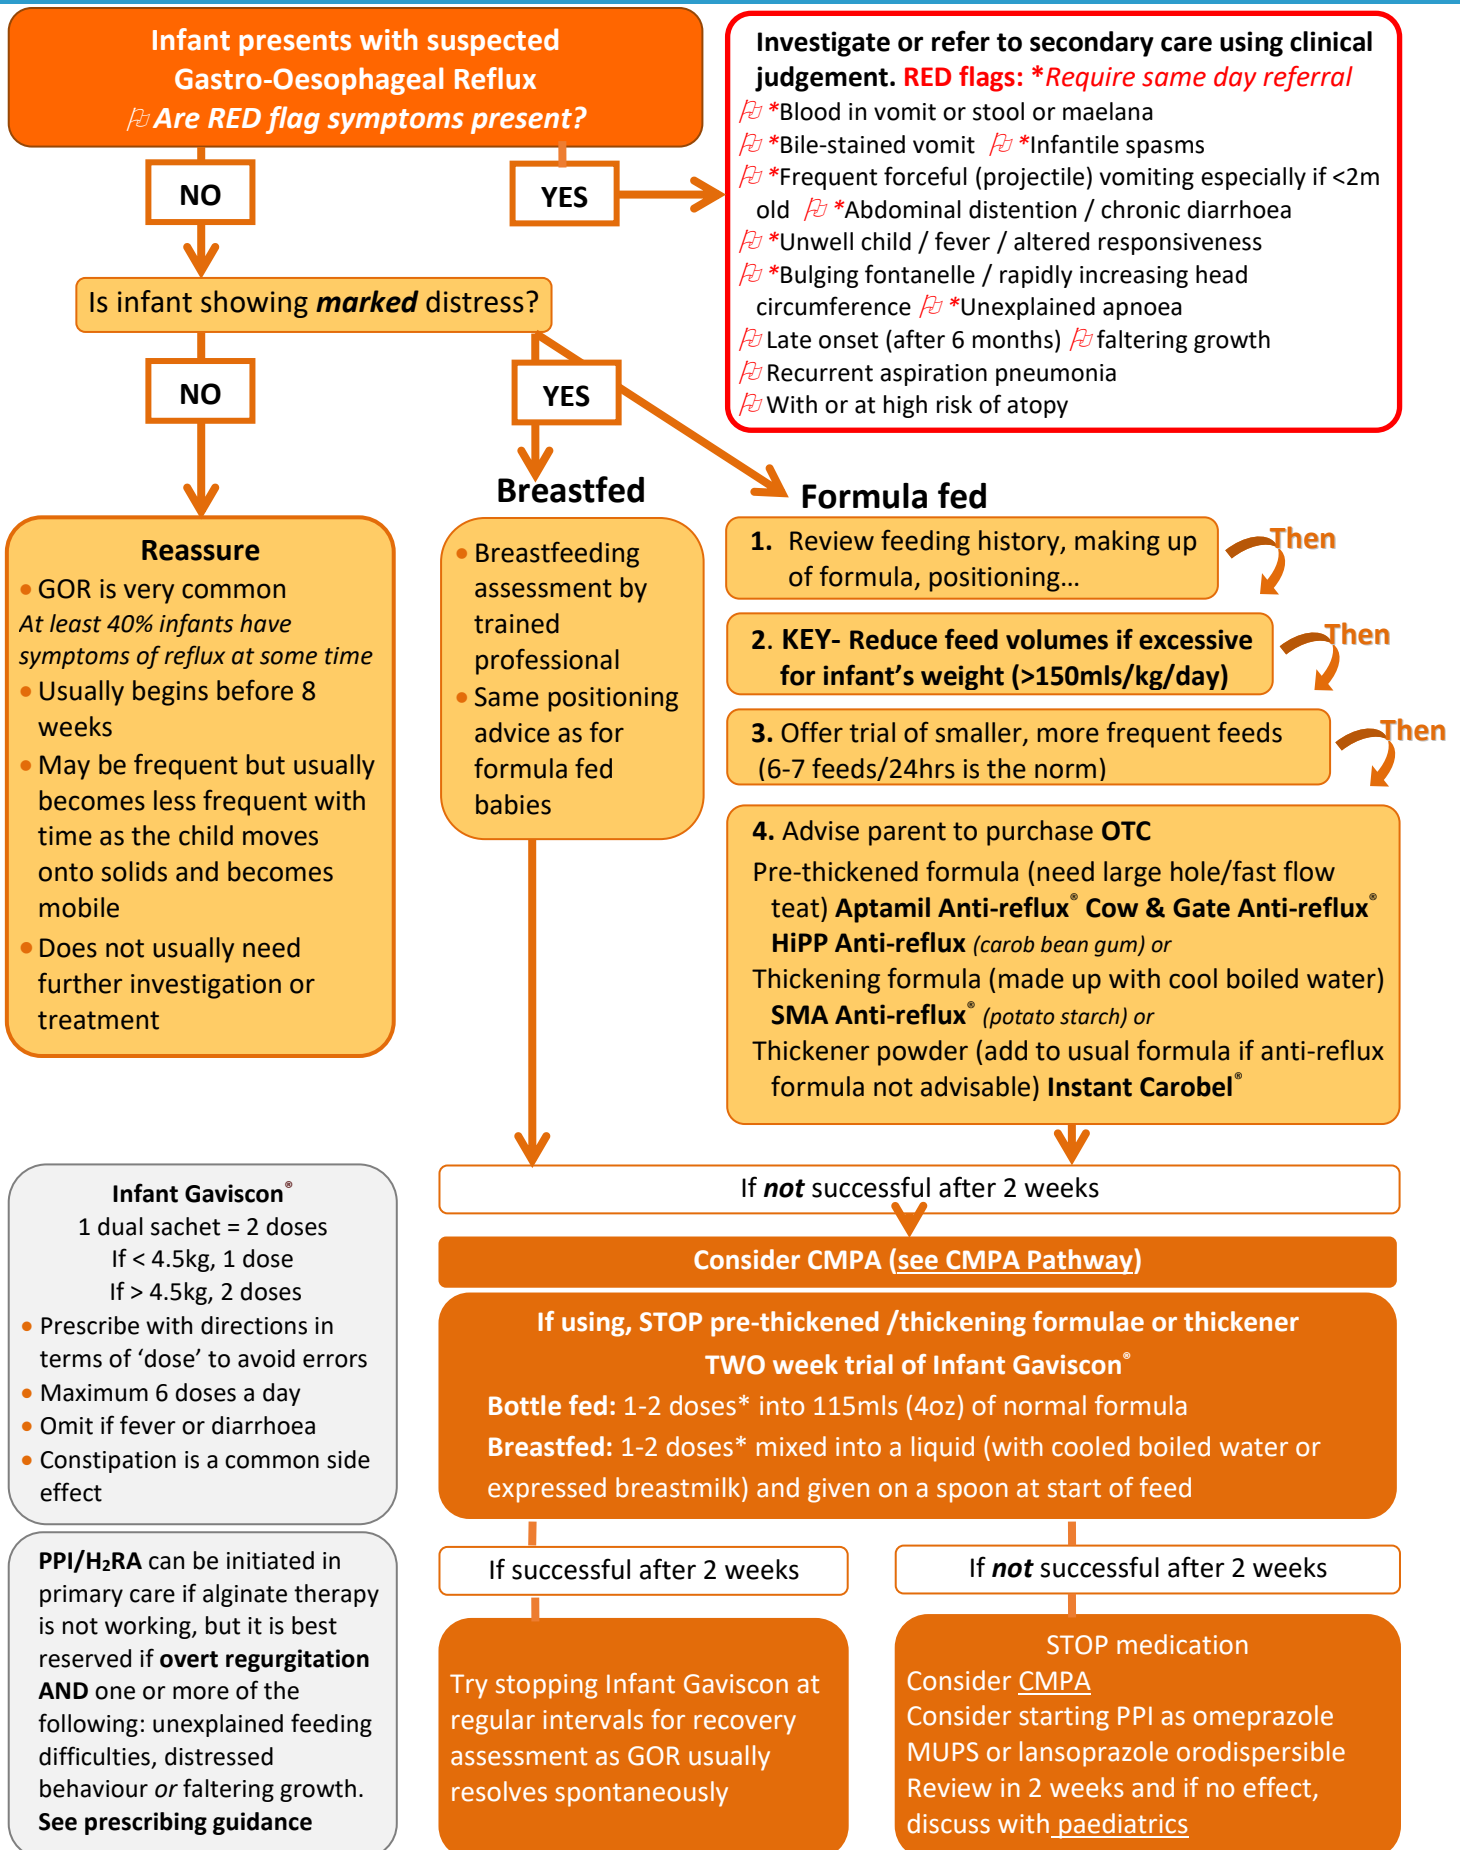 Infant presents with suspected
Gastro-Oesophageal Reflux
Are RED flag symptoms present?
NO
YES
Investigate or refer to secondary care using clinical
judgement. RED flags: *Require same day referral
*Blood in vomit or stool or maelana
*Bile-stained vomit *Infantile spasms
*Frequent forceful (projectile) vomiting especially if <2m
old *Abdominal distention / chronic diarrhoea
*Unwell child / fever / altered responsiveness
*Bulging fontanelle / rapidly increasing head
circumference *Unexplained apnoea
Late onset (after 6 months) faltering growth
Recurrent aspiration pneumonia
With or at high risk of atopy
Is infant showing marked distress?
NO
YES
Reassure
• GOR is very common
At least 40% infants have
symptoms of reflux at some time
• Usually begins before 8
weeks
• May be frequent but usually
becomes less frequent with
time as the child moves
onto solids and becomes
mobile
• Does not usually need
further investigation or
treatment
Breastfed
• Breastfeeding
assessment by
trained
professional
• Same positioning
advice as for
formula fed
babies
Formula fed
1. Review feeding history, making up
of formula, positioning...
Then
2. KEY- Reduce feed volumes if excessive
for infant's weight (>150mls/kg/day)
Then
3. Offer trial of smaller, more frequent feeds
(6-7 feeds/24hrs is the norm)
Then
4. Advise parent to purchase OTC
Pre-thickened formula (need large hole/fast flow
teat) Aptamil Anti-reflux® Cow & Gate Anti-reflux®
HiPP Anti-reflux (carob bean gum) or
Thickening formula (made up with cool boiled water)
SMA Anti-reflux® (potato starch) or
Thickener powder (add to usual formula if anti-reflux
formula not advisable) Instant Carobel®
If not successful after 2 weeks
Consider CMPA (see CMPA Pathway)
If using, STOP pre-thickened /thickening formulae or thickener
TWO week trial of Infant Gaviscon®
Bottle fed: 1-2 doses* into 115mls (4oz) of normal formula
Breastfed: 1-2 doses* mixed into a liquid (with cooled boiled water or
expressed breastmilk) and given on a spoon at start of feed
Infant Gaviscon®
1 dual sachet = 2 doses
If < 4.5kg, 1 dose
If > 4.5kg, 2 doses
• Prescribe with directions in
terms of 'dose' to avoid errors
• Maximum 6 doses a day
• Omit if fever or diarrhoea
• Constipation is a common side
effect
PPI/H₂RA can be initiated in
primary care if alginate therapy
is not working, but it is best
reserved if overt regurgitation
AND one or more of the
following: unexplained feeding
difficulties, distressed
behaviour or faltering growth.
See prescribing guidance
If successful after 2 weeks
Try stopping Infant Gaviscon at
regular intervals for recovery
assessment as GOR usually
resolves spontaneously
If not successful after 2 weeks
STOP medication
Consider CMPA
Consider starting PPI as omeprazole
MUPS or lansoprazole orodispersible
Review in 2 weeks and if no effect,
discuss with paediatrics